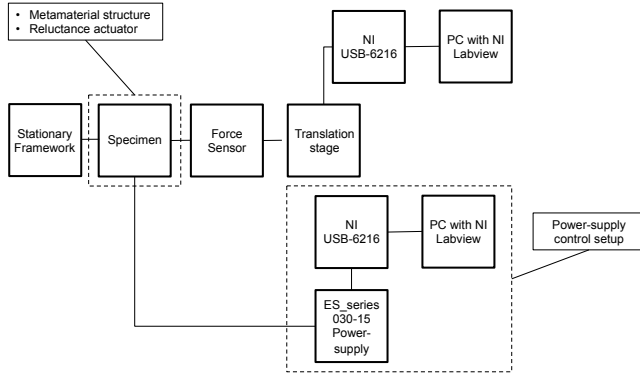 • Metamaterial structure
• Reluctance actuator
NI
USB-6216
PC with NI
Labview
Stationary
Framework
Specimen
Force
Sensor
Translation
stage
NI
USB-6216
PC with NI
Labview
Power-supply
control setup
ES_series
030-15
Power-
supply